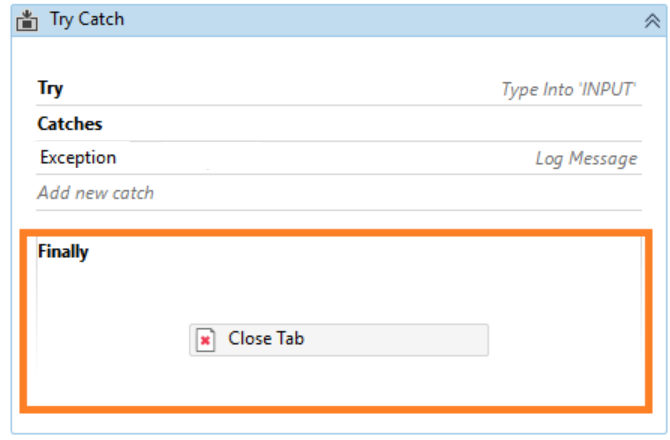 Try Catch
Try Type Into 'INPUT'
Catches
Exception Log Message
Add new catch
Finally
Close Tab